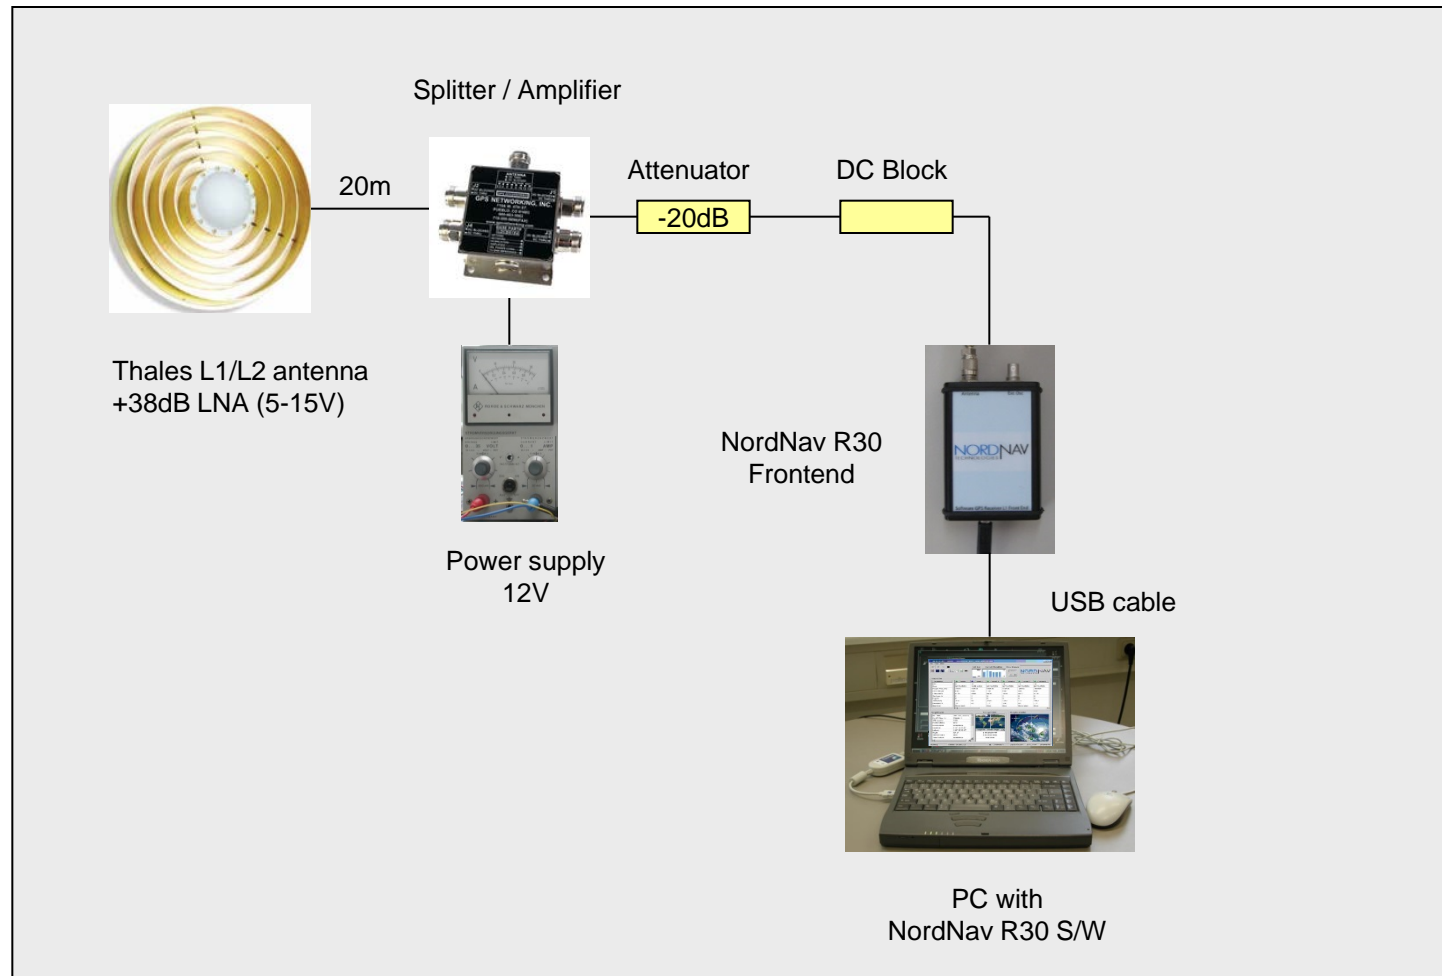 Splitter / Amplifier
Attenuator
DC Block
20m
-20dB
ANTENNA
GPS NETWORKING, INC.
Thales L1/L2 antenna
+38dB LNA (5-15V)
NordNav R30
Frontend
NORDNAV
Power supply
12V
USB cable
PC with
NordNav R30 S/W